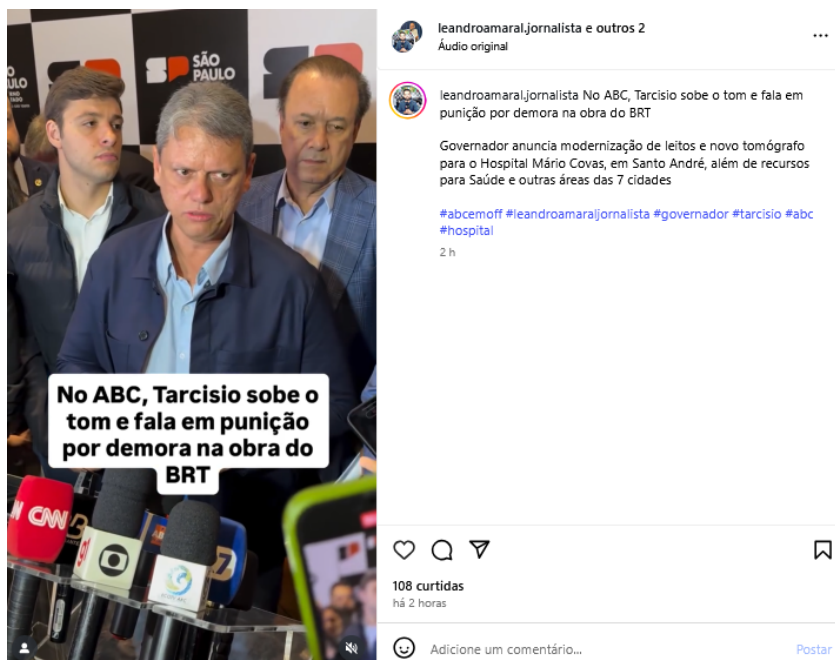 SÃO
PAULO
No ABC, Tarcisio sobe o
tom e fala em punição
por demora na obra do
BRT
CNN
g1
7
leandroamaral.jornalista e outros 2
Áudio original
leandroamaral.jornalista No ABC, Tarcisio sobe o tom e fala em
punição por demora na obra do BRT
Governador anuncia modernização de leitos e novo tomógrafo
para o Hospital Mário Covas, em Santo André, além de recursos
para Saúde e outras áreas das 7 cidades
#abcemoff #leandroamaraljornalista #governador #tarcisio #abc
#hospital
2 h
108 curtidas
há 2 horas
Adicione um comentário...
Postar